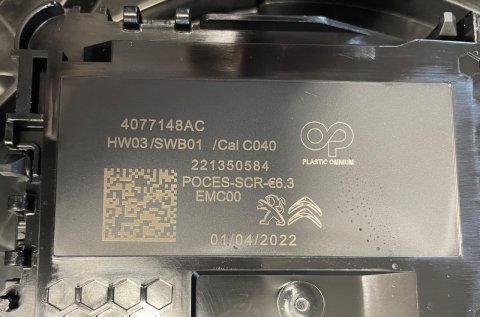 4077148AC
HW03/SWB01 /Cal C040
PLASTIC OMNIUM
221350584
POCES-SCR-€6.3
EMC00
01/04/2022